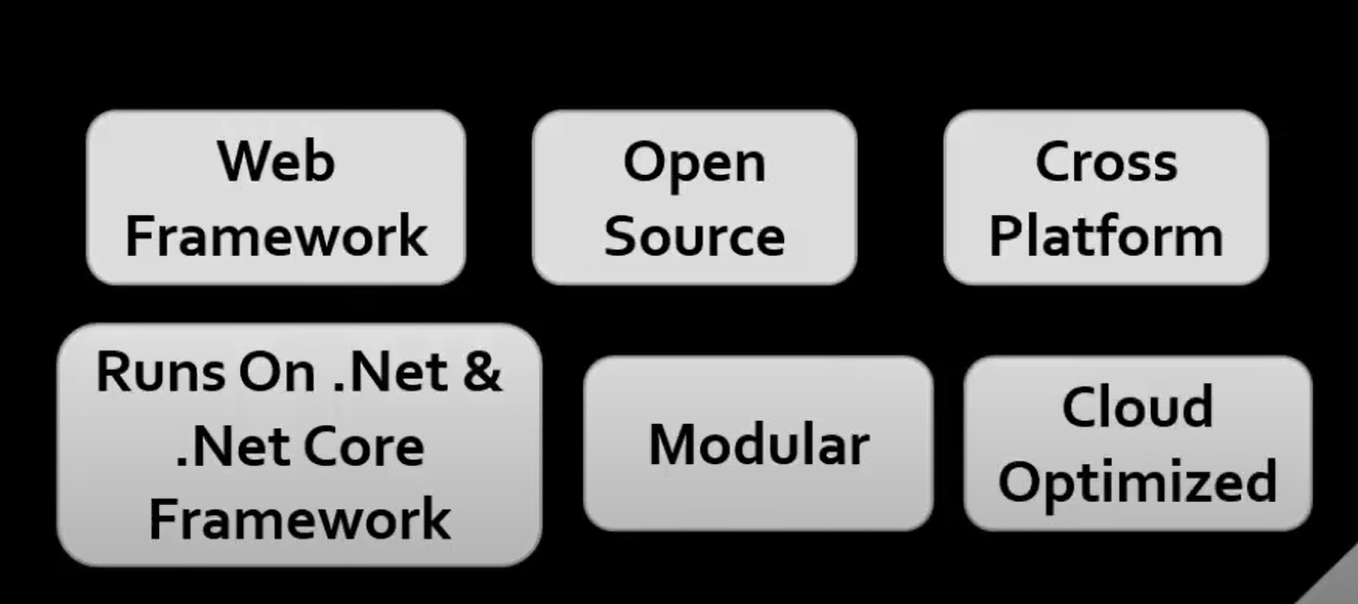 Web
Framework
Open
Source
Cross
Platform
Runs On .Net &
.Net Core
Framework
Modular
Cloud
Optimized